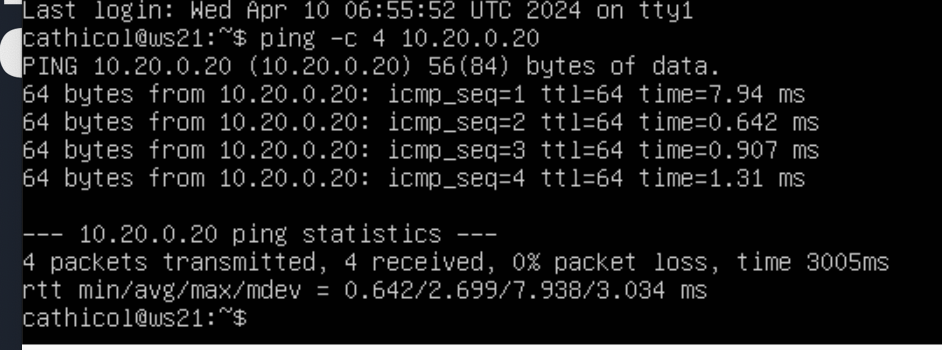 Last login: Wed Apr 10 06:55:52 UTC 2024 on tty1
cathicol@ws21:~$ ping -c 4 10.20.0.20
PING 10.20.0.20 (10.20.0.20) 56(84) bytes of data.
64 bytes from 10.20.0.20: icmp_seq=1 ttl=64 time=7.94 ms
64 bytes from 10.20.0.20: icmp_seq=2 ttl=64 time=0.642 ms
64 bytes from 10.20.0.20: icmp_seq=3 ttl=64 time=0.907 ms
64 bytes from 10.20.0.20: icmp_seq=4 ttl=64 time=1.31 ms

--- 10.20.0.20 ping statistics ---
4 packets transmitted, 4 received, 0% packet loss, time 3005ms
rtt min/avg/max/mdev = 0.642/2.699/7.938/3.034 ms
cathicol@ws21:~$